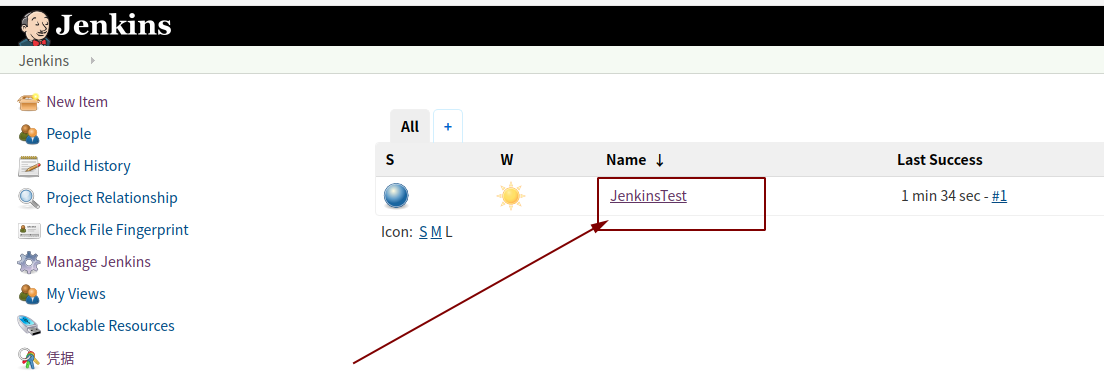 Jenkins
Jenkins
New Item
People
Build History
Project Relationship
Check File Fingerprint
Manage Jenkins
My Views
Lockable Resources
凭据
All +
S W Name ↓ Last Success
JenkinsTest 1 min 34 sec - #1
Icon: S M L